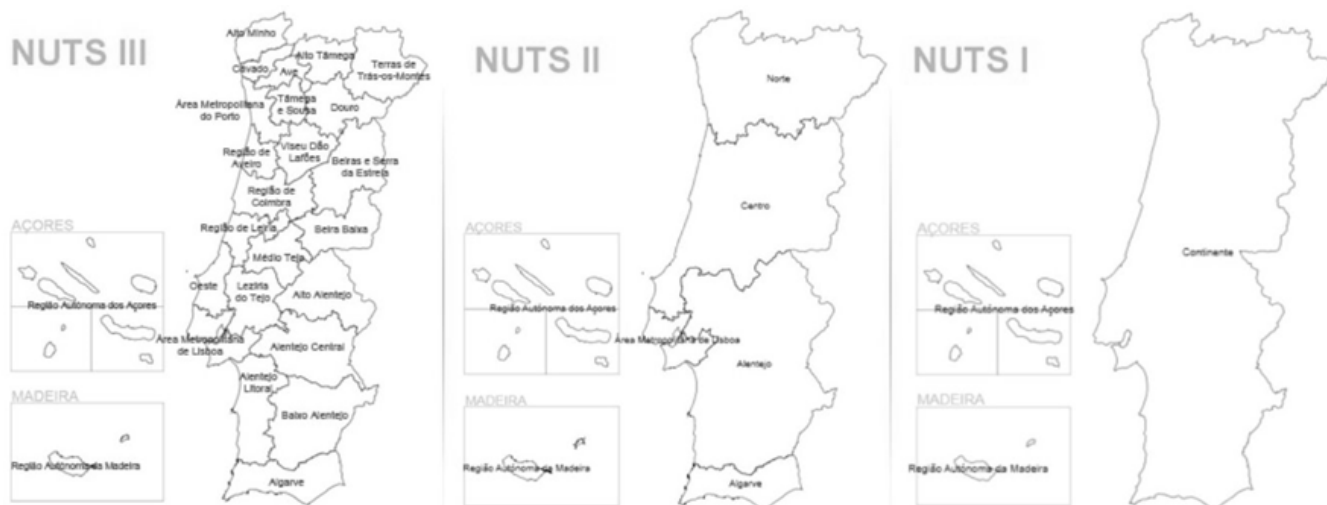 NUTS III
Alto Minho
Alto Tâmega
Terras de
Trás-os-Montes
Cavado
Ave
Área Metropolitana
do Porto
Tâmega
e Sousa
Douro
Região de
Aveiro
Viseu Dão
Lafões
Beiras e Serra
da Estrela
Região de
Coimbra
Região de Leiria
Beira Baixa
Médio Tejo
Oeste
Lezíria
do Tejo
Alto Alentejo
Área Metropolitana
de Lisboa
Alentejo Central
Alentejo
Litoral
Baixo Alentejo
Algarve
AÇORES
Região Autónoma dos Açores
MADEIRA
Região Autónoma da Madeira
NUTS II
Norte
Centro
Área Metropolitana de Lisboa
Alentejo
Algarve
AÇORES
Região Autónoma dos Açores
MADEIRA
Região Autónoma da Madeira
NUTS I
Continente
AÇORES
Região Autónoma dos Açores
MADEIRA
Região Autónoma da Madeira